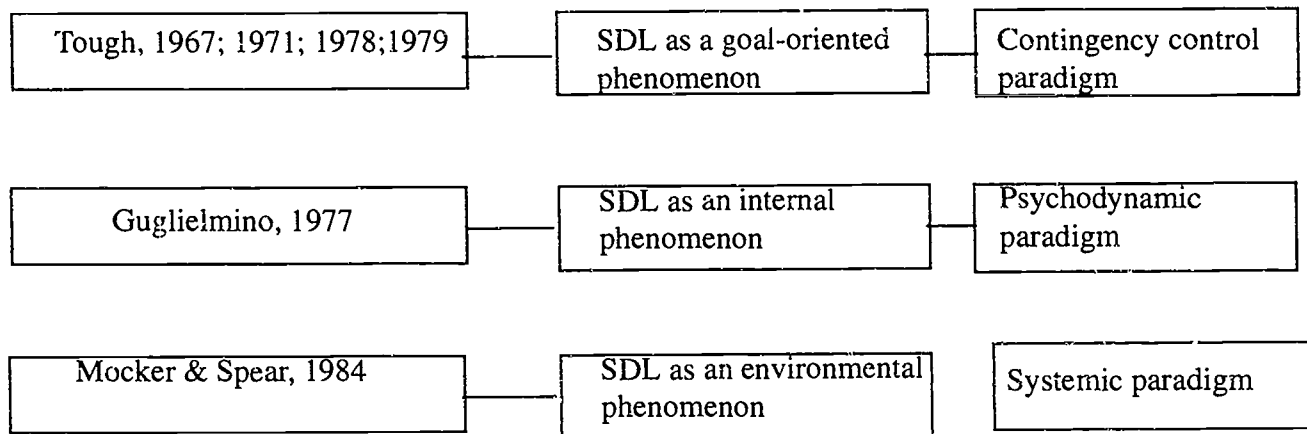 Tough, 1967; 1971; 1978;1979
SDL as a goal-oriented
phenomenon
Contingency control
paradigm
Guglielmino, 1977
SDL as an internal
phenomenon
Psychodynamic
paradigm
Mocker & Spear, 1984
SDL as an environmental
phenomenon
Systemic paradigm